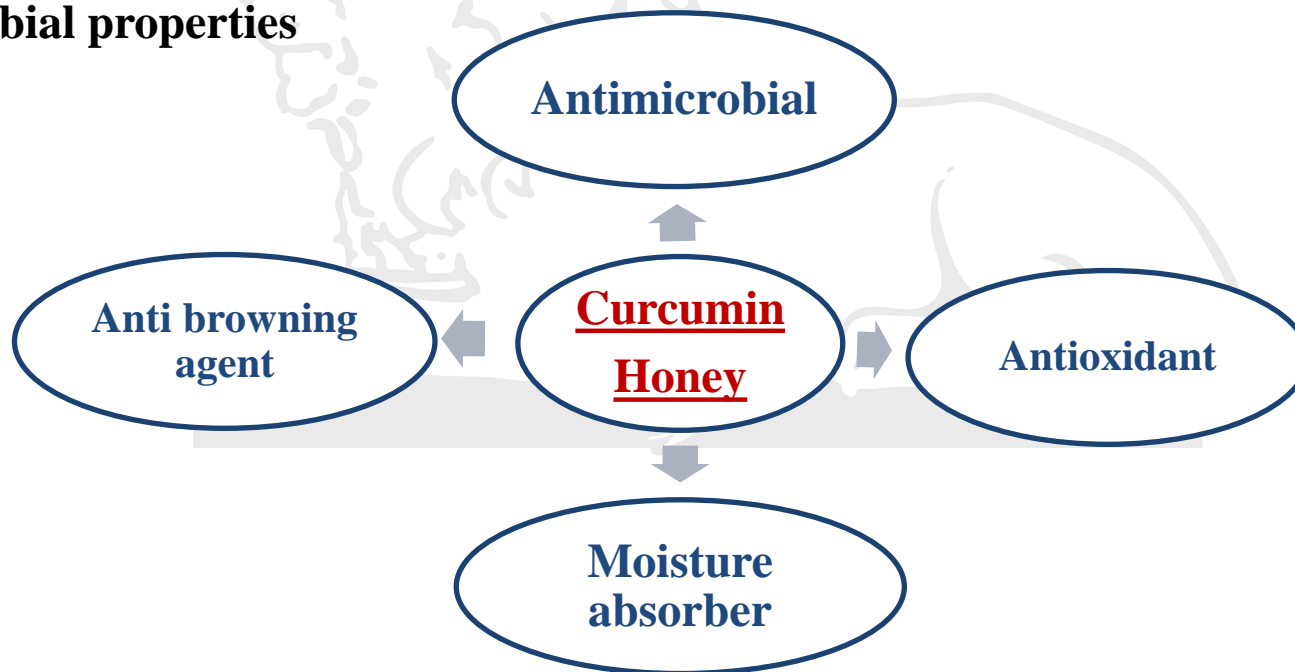 bial properties
Antimicrobial
Anti browning
agent
Curcumin
Honey
Antioxidant
Moisture
absorber